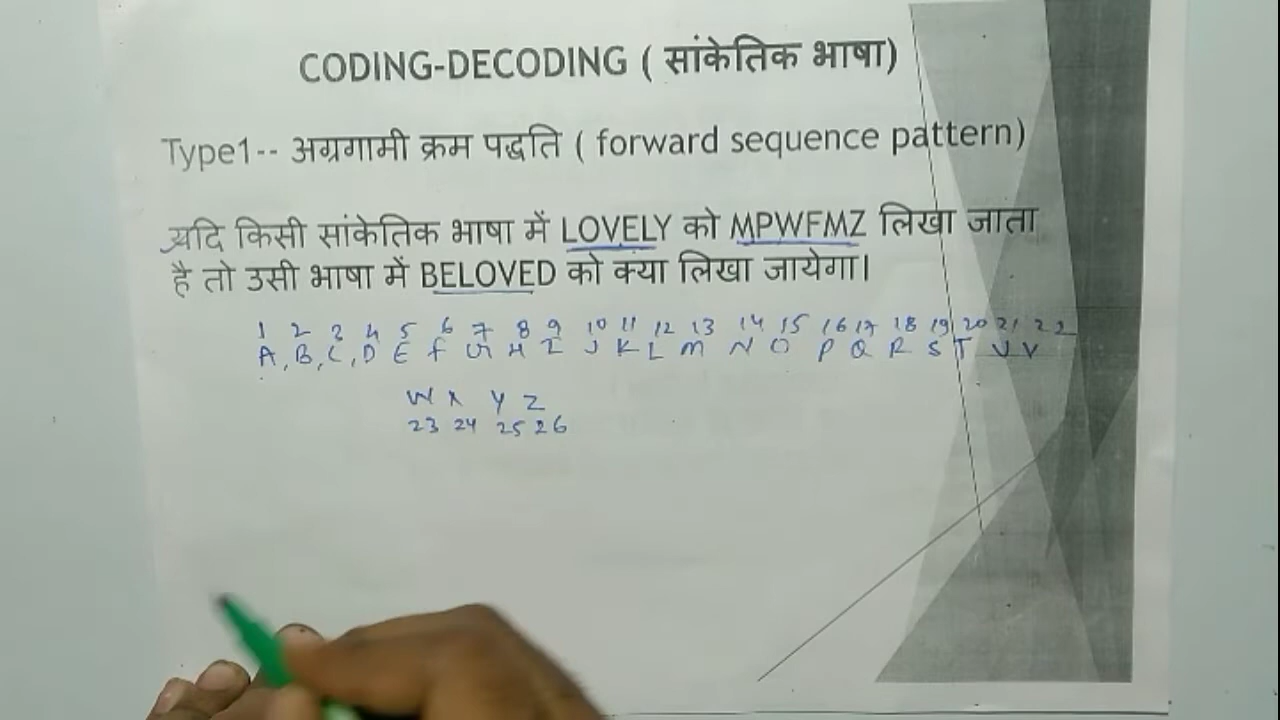 CODING-DECODING ( सांकेतिक भाषा)
Type1-- अग्रगामी क्रम पद्धति ( forward sequence pattern)
यदि किसी सांकेतिक भाषा में LOVELY को MPWFMZ लिखा जाता
है तो उसी भाषा में BELOVED को क्या लिखा जायेगा।
1 2 3 4 5 6 7 8 9 10 11 12 13 14 15 16 17 18 19 20 21 22
A, B, C, D E F G H I J K L M N O P Q R S T U V
W X Y Z
23 24 25 26